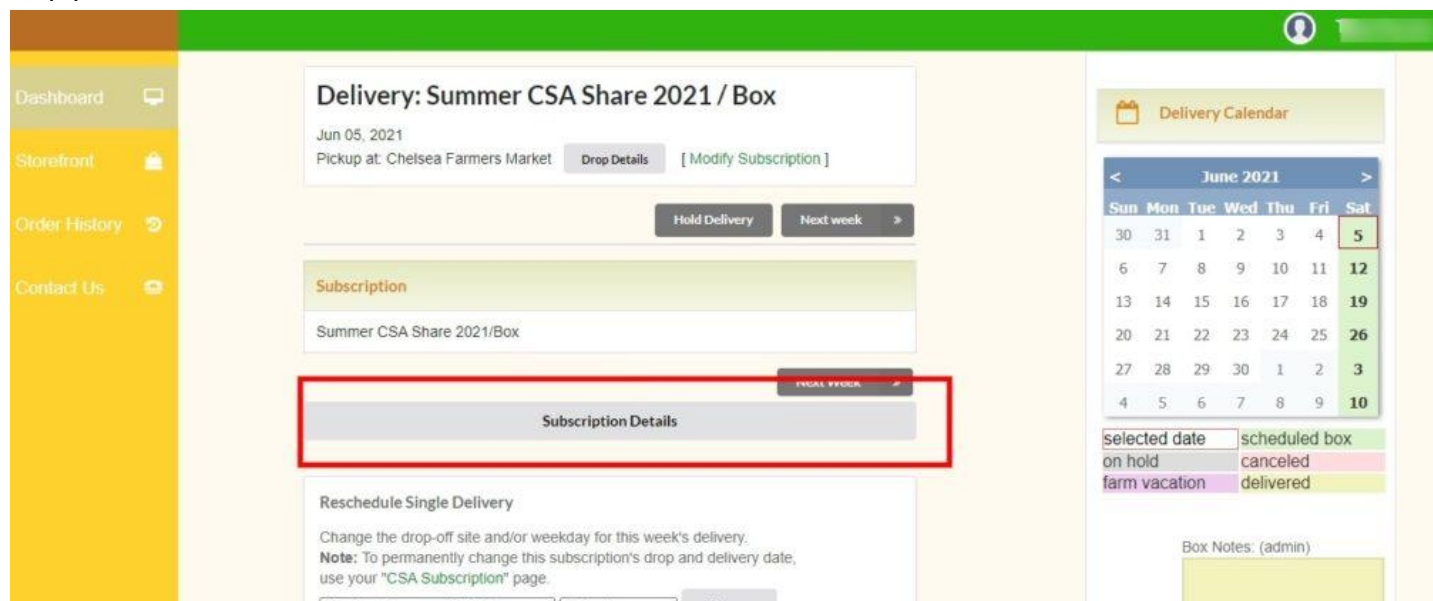 Dashboard
Storefront
Order History
Contact Us
Delivery: Summer CSA Share 2021 / Box
Jun 05, 2021
Pickup at: Chelsea Farmers Market Drop Details [ Modify Subscription ]
Hold Delivery Next week »
Subscription
Summer CSA Share 2021/Box
Next Week »
Subscription Details
Reschedule Single Delivery
Change the drop-off site and/or weekday for this week's delivery.
Note: To permanently change this subscription's drop and delivery date,
use your "CSA Subscription" page.
Delivery Calendar
< June 2021 >
Sun Mon Tue Wed Thu Fri Sat
30 31 1 2 3 4 5
6 7 8 9 10 11 12
13 14 15 16 17 18 19
20 21 22 23 24 25 26
27 28 29 30 1 2 3
4 5 6 7 8 9 10
selected date scheduled box
on hold canceled
farm vacation delivered
Box Notes: (admin)